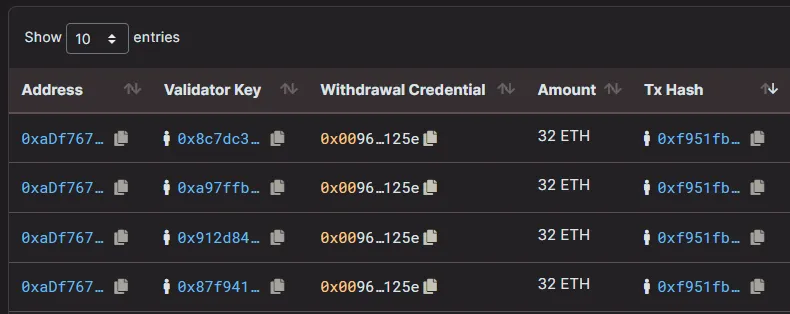 Show 10 entries
Address Validator Key Withdrawal Credential Amount Tx Hash
0xaDf767… 0x8c7dc3… 0x0096…125e 32 ETH 0xf951fb…
0xaDf767… 0xa97ffb… 0x0096…125e 32 ETH 0xf951fb…
0xaDf767… 0x912d84… 0x0096…125e 32 ETH 0xf951fb…
0xaDf767… 0x87f941… 0x0096…125e 32 ETH 0xf951fb…